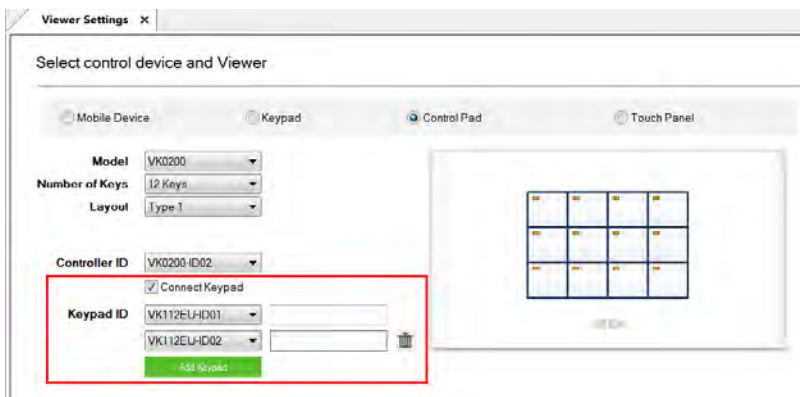 Viewer Settings ×
Select control device and Viewer
Mobile Device Keypad Control Pad Touch Panel
Model VK0200
Number of Keys 12 Keys
Layout Type 1
Controller ID VK0200-ID02
Connect Keypad
Keypad ID VK112EU-ID01
VK112EU-ID02
Add Keypad